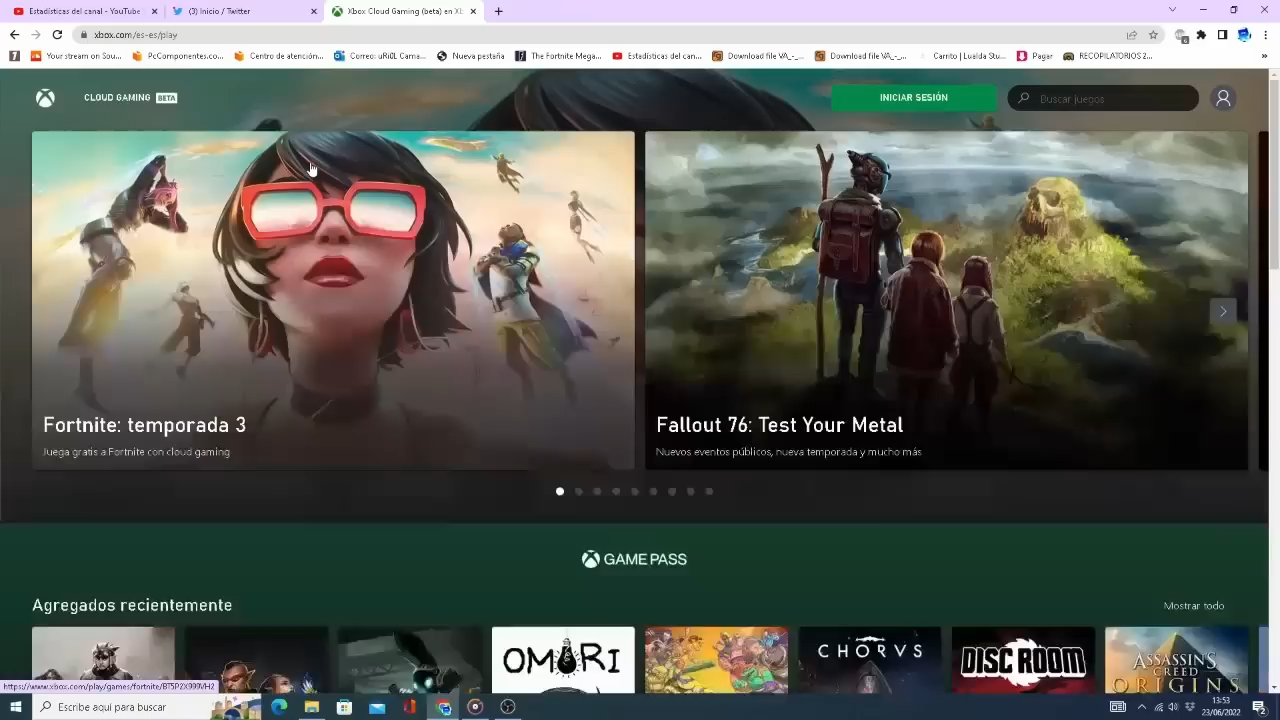 Estadísticas del canal - YouTube
(3) Inicio / Twitter
Xbox Cloud Gaming (beta) en Xb
xbox.com/es-es/play
Your stream on Sou...
PcComponentes.co...
Centro de atención...
Correo: uRi0L Cama...
Nueva pestaña
The Fortnite Mega...
Estadísticas del can...
Download file VA_-_...
Download file VA_-_...
Carrito | Lualda Stu...
Pagar
RECOPILATORIOS 2...
CLOUD GAMING BETA
INICIAR SESIÓN
Buscar juegos
Fortnite: temporada 3
Juega gratis a Fortnite con cloud gaming
Fallout 76: Test Your Metal
Nuevos eventos públicos, nueva temporada y mucho más
GAME PASS
Agregados recientemente
Mostrar todo
OMORI
CHORVS
DISC ROOM
ASSASSIN'S
CREED
ORIGINS
https://www.xbox.com/play/games/fortnite/BT5P2X999VH2
Escribe aquí para buscar
13:53
23/06/2022
2